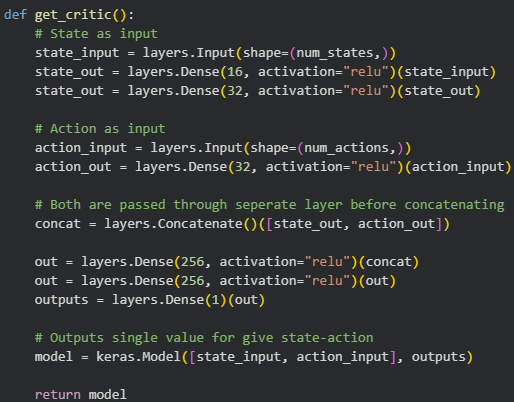 def get_critic():
    # State as input
    state_input = layers.Input(shape=(num_states,))
    state_out = layers.Dense(16, activation="relu")(state_input)
    state_out = layers.Dense(32, activation="relu")(state_out)

    # Action as input
    action_input = layers.Input(shape=(num_actions,))
    action_out = layers.Dense(32, activation="relu")(action_input)

    # Both are passed through seperate layer before concatenating
    concat = layers.Concatenate()([state_out, action_out])

    out = layers.Dense(256, activation="relu")(concat)
    out = layers.Dense(256, activation="relu")(out)
    outputs = layers.Dense(1)(out)

    # Outputs single value for give state-action
    model = keras.Model([state_input, action_input], outputs)

    return model